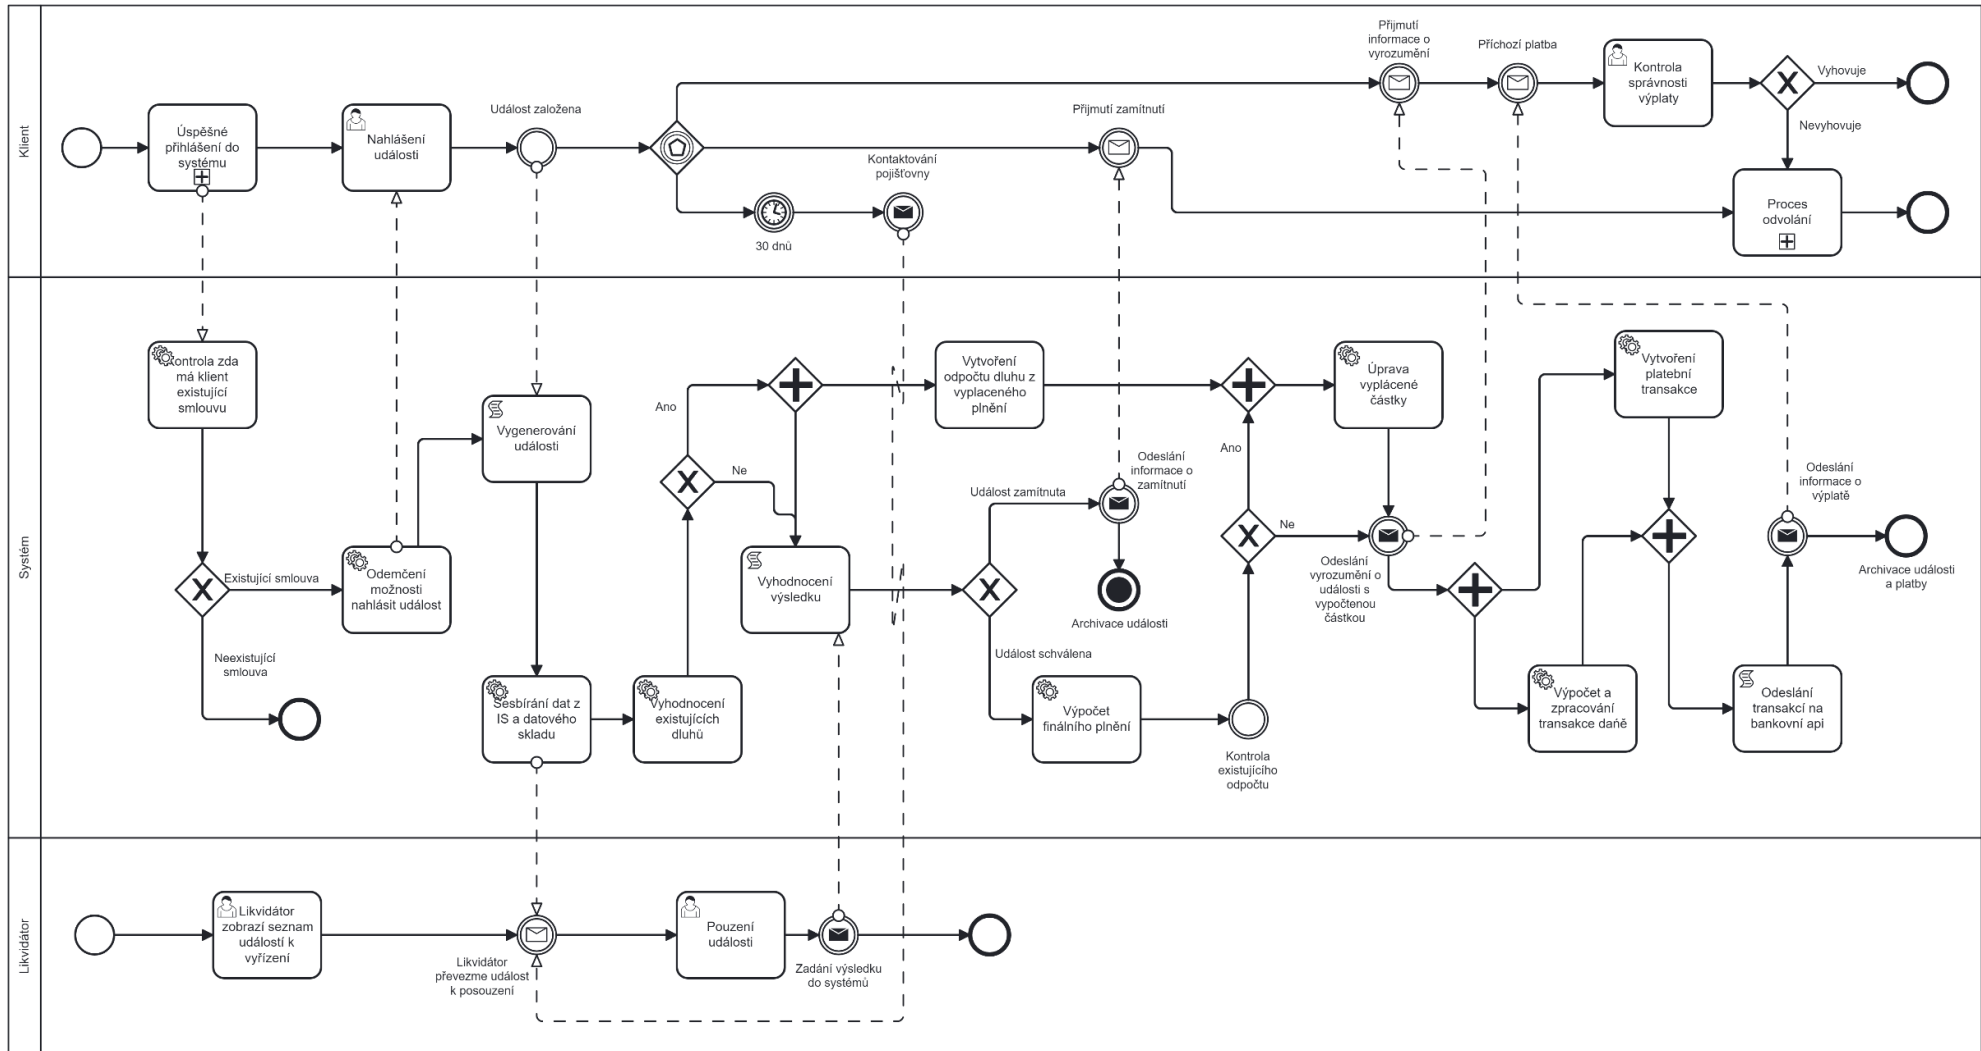 Klient
Úspěšné
přihlášení do
systému
Nahlášení
události
Událost založena
Kontaktování
pojišťovny
30 dnů
Přijmutí zamítnutí
Přijmutí
informace o
vyrozumění
Příchozí platba
Kontrola
správnosti
výplaty
Vyhovuje
Nevyhovuje
Proces
odvolání
Systém
Kontrola zda
má klient
existující
smlouvu
Existující smlouva
Neexistující
smlouva
Odemčení
možnosti
nahlásit událost
Vygenerování
události
Sesbírání dat z
IS a datového
skladu
Vyhodnocení
existujících
dluhů
Ano
Ne
Vytvoření
odpočtu dluhu z
vyplaceného
plnění
Vyhodnocení
výsledku
Událost zamítnuta
Událost schválena
Odeslání
informace o
zamítnutí
Archivace události
Výpočet
finálního plnění
Kontrola
existujícího
odpočtu
Ano
Ne
Úprava
vyplácené
částky
Odeslání
vyrozumění o
události s
vypočtenou
částkou
Vytvoření
platební
transakce
Výpočet a
zpracování
transakce daňě
Odeslání
transakcí na
bankovní api
Odeslání
informace o
výplatě
Archivace události
a platby
Likvidátor
Likvidátor
zobrazí seznam
událostí k
vyřízení
Likvidátor
převezme událost
k posouzení
Pouzení
události
Zadání výsledku
do systémů